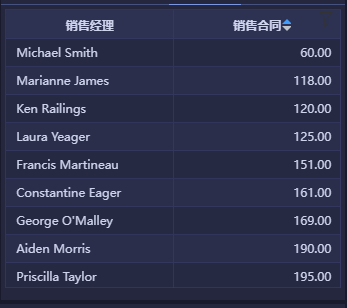 销售经理 销售合同
Michael Smith 60.00
Marianne James 118.00
Ken Railings 120.00
Laura Yeager 125.00
Francis Martineau 151.00
Constantine Eager 161.00
George O'Malley 169.00
Aiden Morris 190.00
Priscilla Taylor 195.00